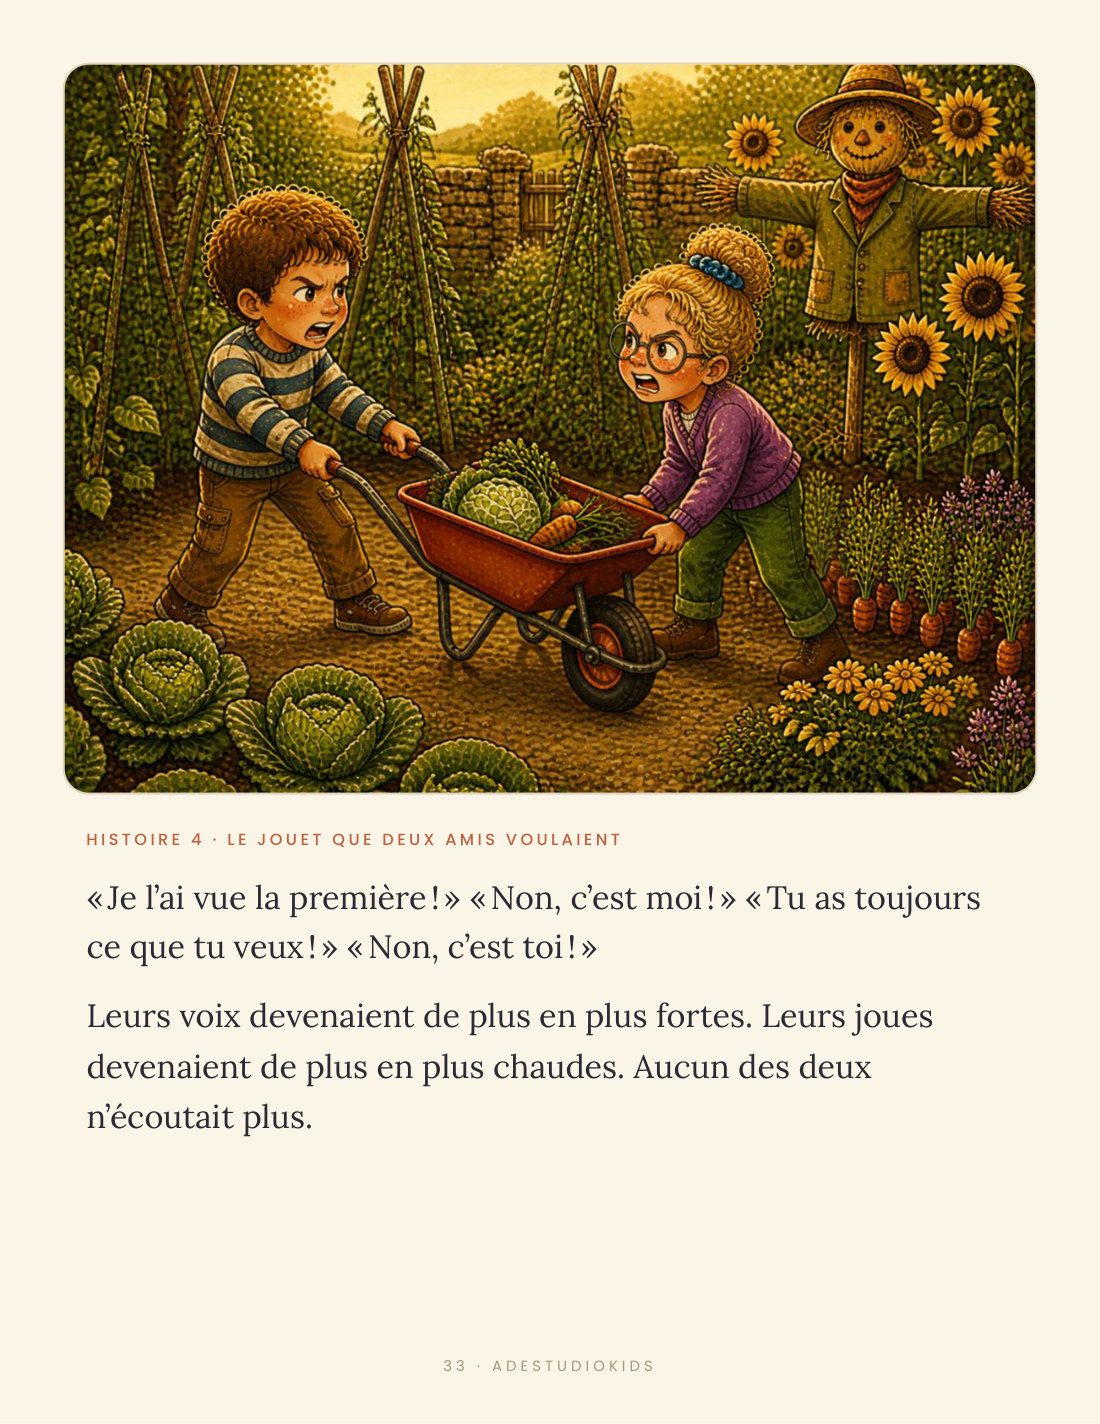 HISTOIRE 4 · LE JOUET QUE DEUX AMIS VOULAIENT
« Je l’ai vue la première ! » « Non, c’est moi ! » « Tu as toujours
ce que tu veux ! » « Non, c’est toi ! »
Leurs voix devenaient de plus en plus fortes. Leurs joues
devenaient de plus en plus chaudes. Aucun des deux
n’écoutait plus.
33 · ADESTUDIOKIDS